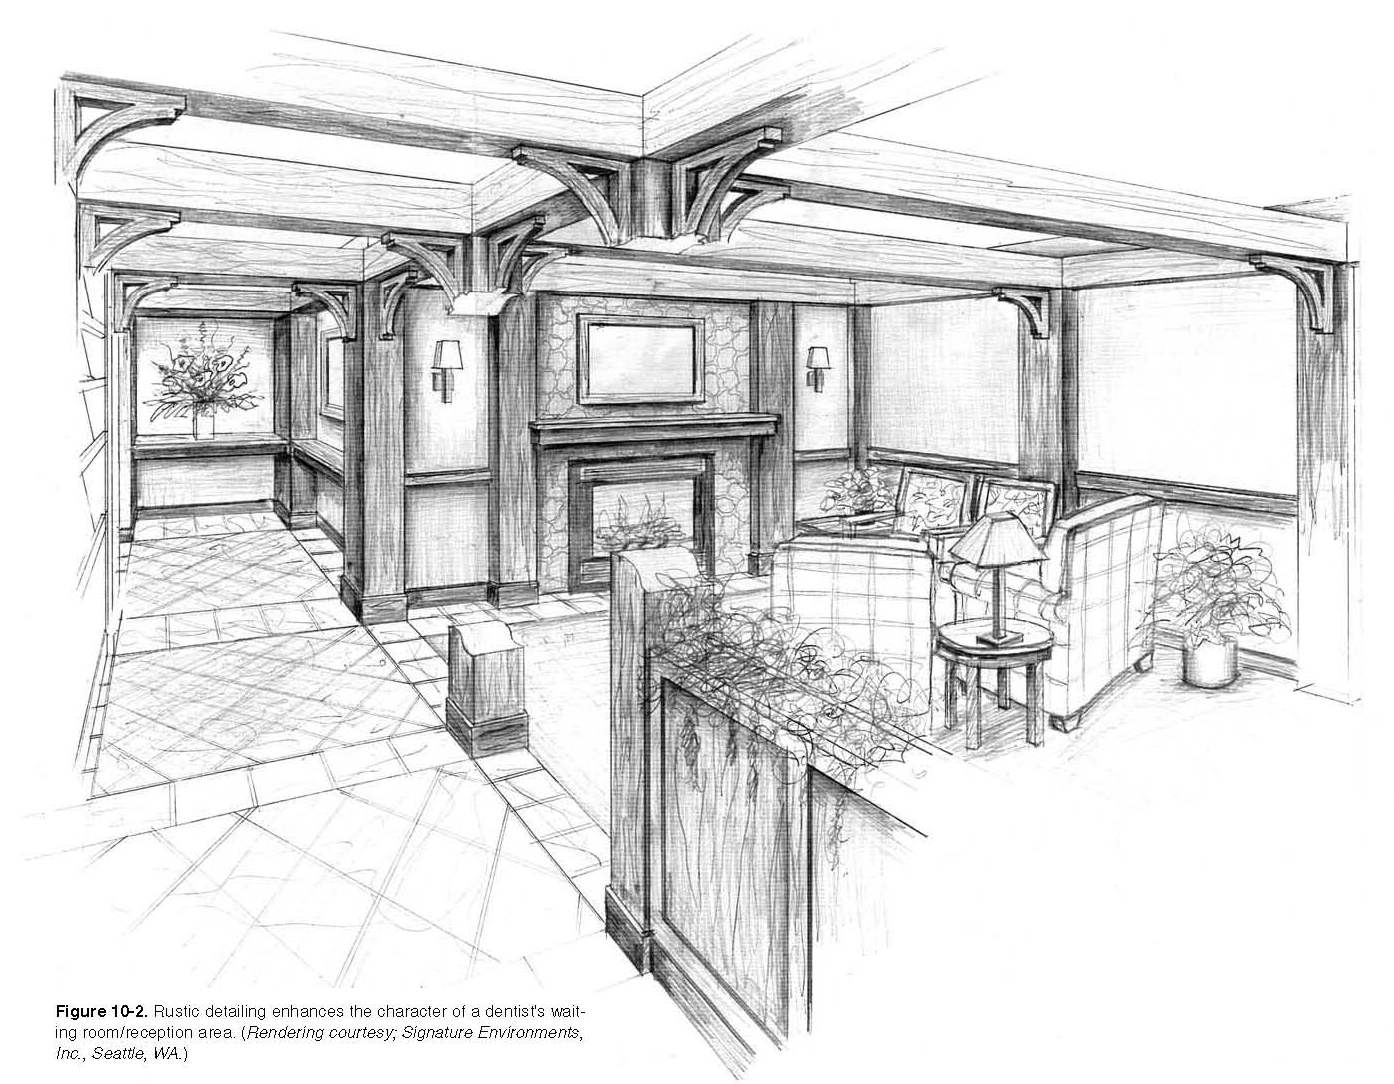 Figure 10-2. Rustic detailing enhances the character of a dentist's wait-
ing room/reception area. (Rendering courtesy; Signature Environments,
Inc., Seattle, WA.)